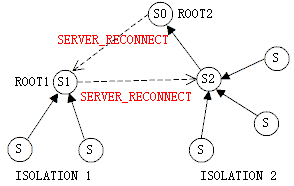 S0 ROOT2
SERVER_RECONNECT
ROOT1 S1 S2
SERVER_RECONNECT
S
S
S S S
ISOLATION 1 ISOLATION 2